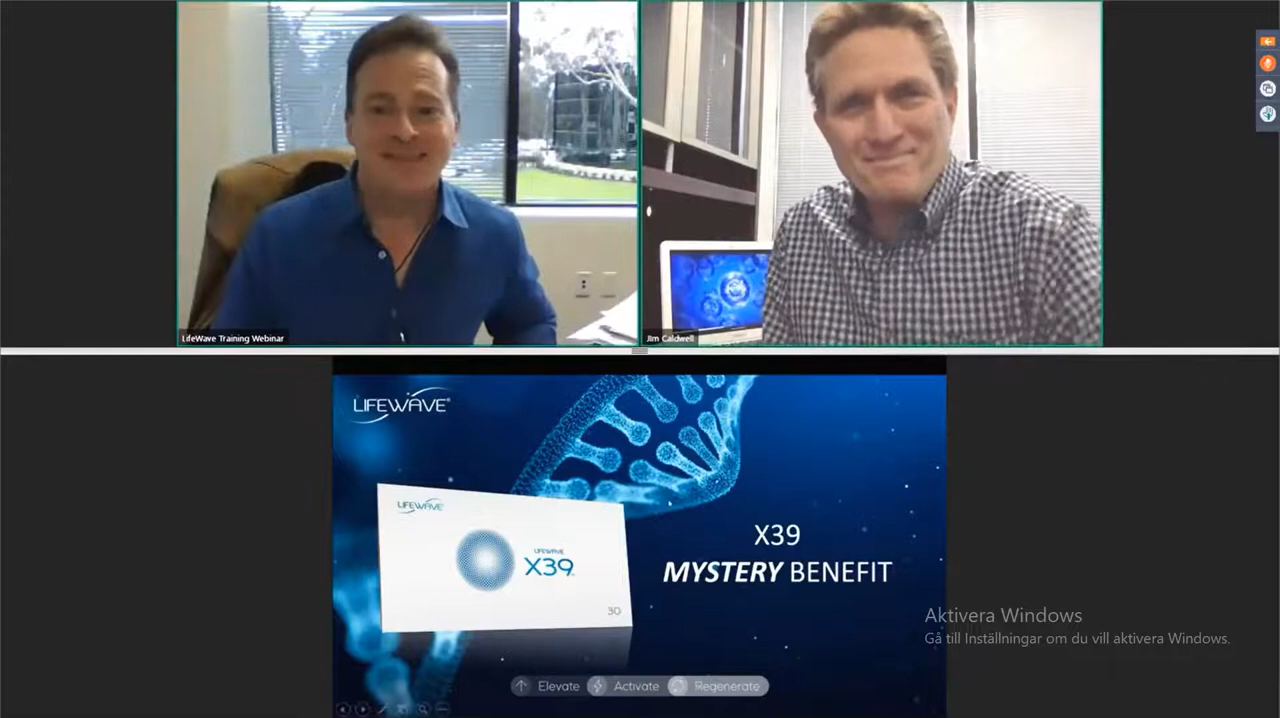 LifeWave Training Webinar
Jim Caldwell
LIFEWAVE®
LIFEWAVE
LIFEWAVE
X39
30
X39
MYSTERY BENEFIT
Aktivera Windows
Gå till Inställningar om du vill aktivera Windows.
Elevate Activate Regenerate